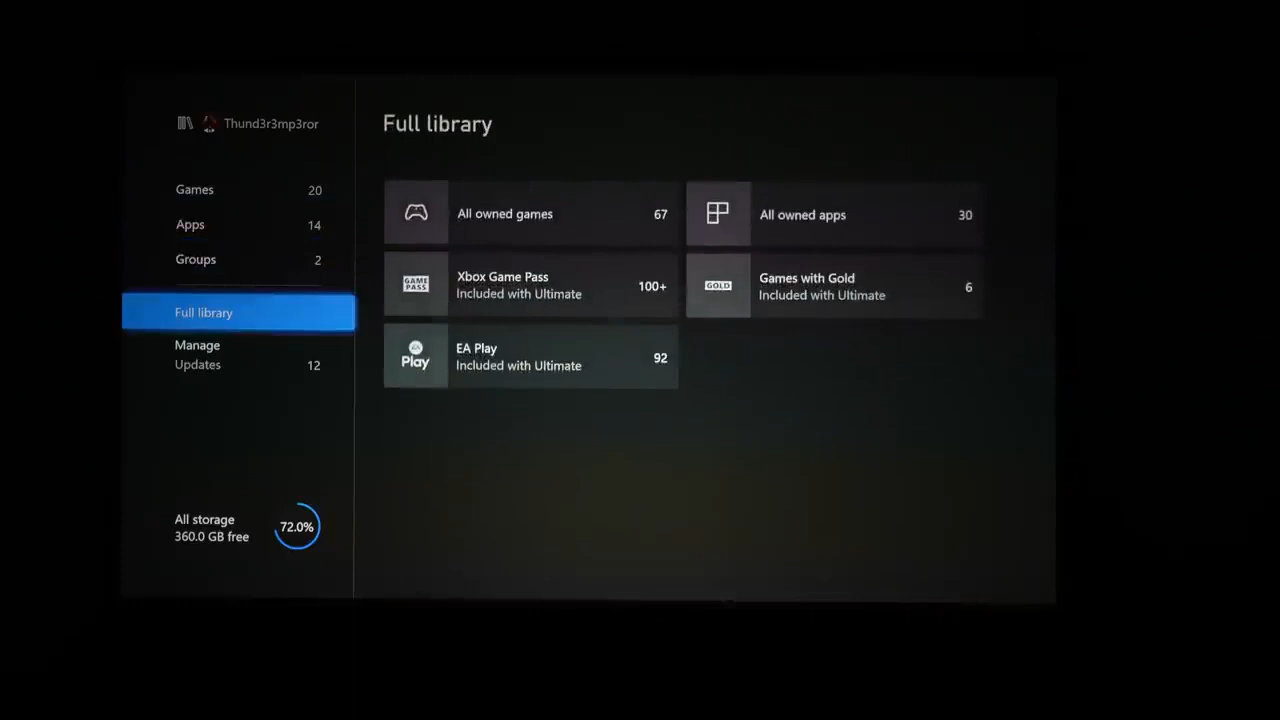 Thund3r3mp3ror
Games 20
Apps 14
Groups 2
Full library
Manage
Updates 12
All storage
360.0 GB free
72.0%
Full library
All owned games 67
All owned apps 30
GAME
PASS
Xbox Game Pass
Included with Ultimate
100+
GOLD
Games with Gold
Included with Ultimate
6
EA
Play
EA Play
Included with Ultimate
92